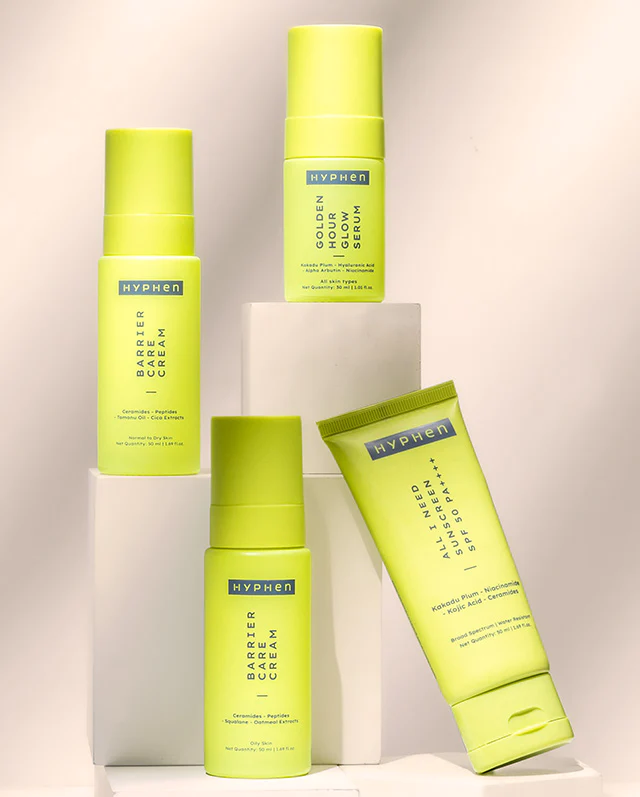 HYPHEN
GOLDEN
HOUR
GLOW
SERUM
Kakadu Plum - Hyaluronic Acid
- Alpha Arbutin - Niacinamide
All skin types
Net Quantity: 30 ml | 1.01 fl.oz.
HYPHEN
BARRIER
CARE
CREAM
Ceramides - Peptides
- Tamanu Oil - Cica Extracts
Normal to Dry Skin
Net Quantity: 50 ml | 1.69 fl.oz.
HYPHEN
BARRIER
CARE
CREAM
Ceramides - Peptides
- Squalane - Oatmeal Extracts
Oily Skin
Net Quantity: 50 ml | 1.69 fl.oz.
HYPHEN
ALL I NEED
SUNSCREEN
SPF 50 PA++++
Kakadu Plum - Niacinamide
- Kojic Acid - Ceramides
Broad Spectrum | Water Resistant
Net Quantity: 50 ml | 1.69 fl.oz.